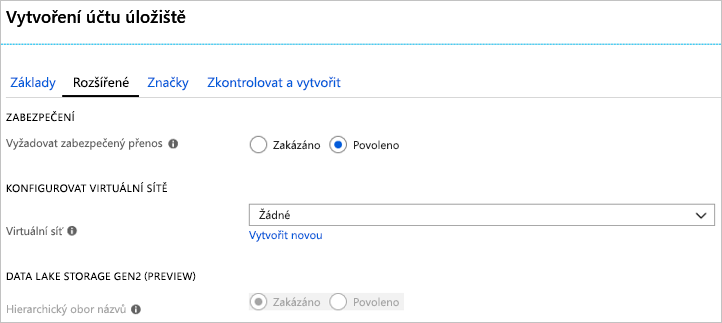 Vytvoření účtu úložiště
Základy Rozšířené Značky Zkontrolovat a vytvořit
ZABEZPEČENÍ
Vyžadovat zabezpečený přenos Zakázáno Povoleno
KONFIGUROVAT VIRTUÁLNÍ SÍTĚ
Virtuální síť Žádné
Vytvořit novou
DATA LAKE STORAGE GEN2 (PREVIEW)
Hierarchický obor názvů Zakázáno Povoleno